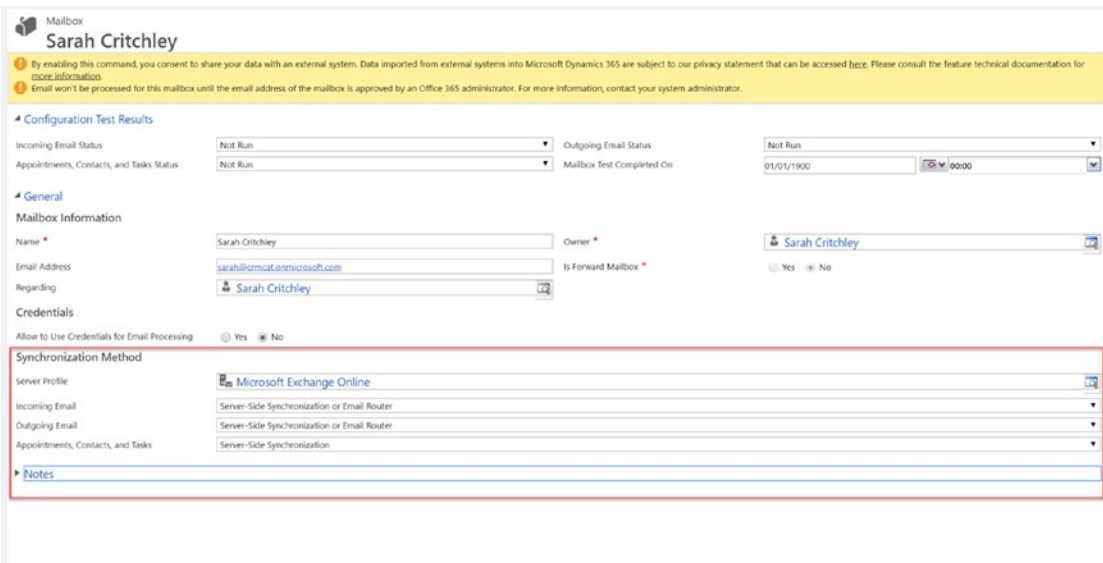 Mailbox
Sarah Critchley
By enabling this command, you consent to share your data with an external system. Data imported from external systems into Microsoft Dynamics 365 are subject to our privacy statement that can be accessed here. Please consult the feature technical documentation for
more information.
Email won't be processed for this mailbox until the email address of the mailbox is approved by an Office 365 administrator. For more information, contact your system administrator.
Configuration Test Results
Incoming Email Status Not Run Outgoing Email Status Not Run
Appointments, Contacts, and Tasks Status Not Run Mailbox Test Completed On 01/01/1900 00:00
General
Mailbox Information
Name * Sarah Critchley Owner * Sarah Critchley
Email Address sarah@crmcat.onmicrosoft.com Is Forward Mailbox * Yes No
Regarding Sarah Critchley
Credentials
Allow to Use Credentials for Email Processing Yes No
Synchronization Method
Server Profile Microsoft Exchange Online
Incoming Email Server-Side Synchronization or Email Router
Outgoing Email Server-Side Synchronization or Email Router
Appointments, Contacts, and Tasks Server-Side Synchronization
Notes